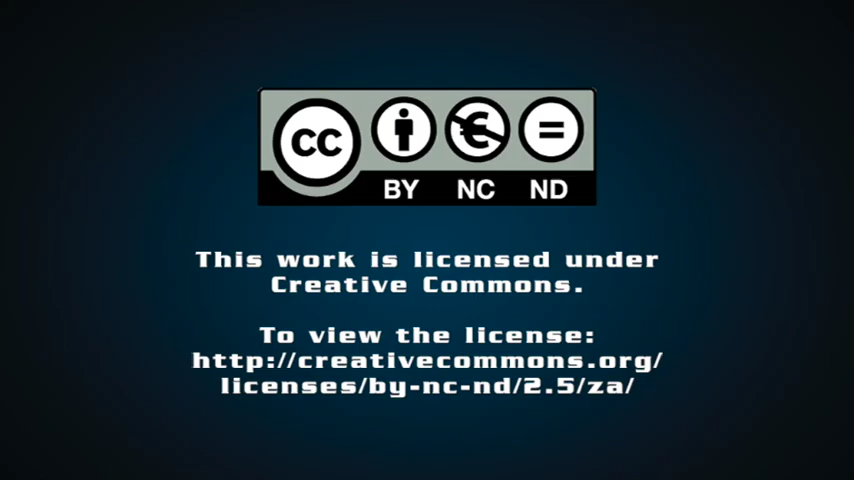 CC
BY NC ND
This work is licensed under
Creative Commons.
To view the license:
http://creativecommons.org/
licenses/by-nc-nd/2.5/za/